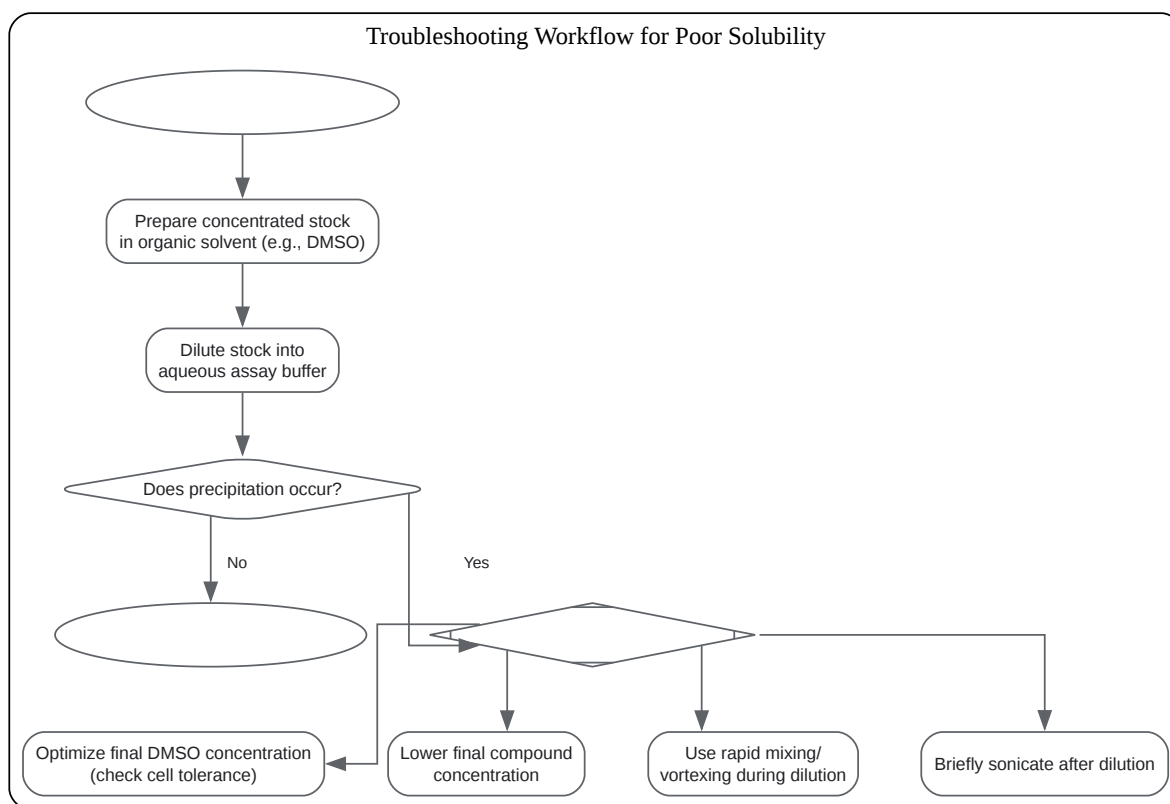 Troubleshooting Workflow for Poor Solubility
Prepare concentrated stock
in organic solvent (e.g., DMSO)
Dilute stock into
aqueous assay buffer
Does precipitation occur?
No
Yes
Optimize final DMSO concentration
(check cell tolerance)
Lower final compound
concentration
Use rapid mixing/
vortexing during dilution
Briefly sonicate after dilution